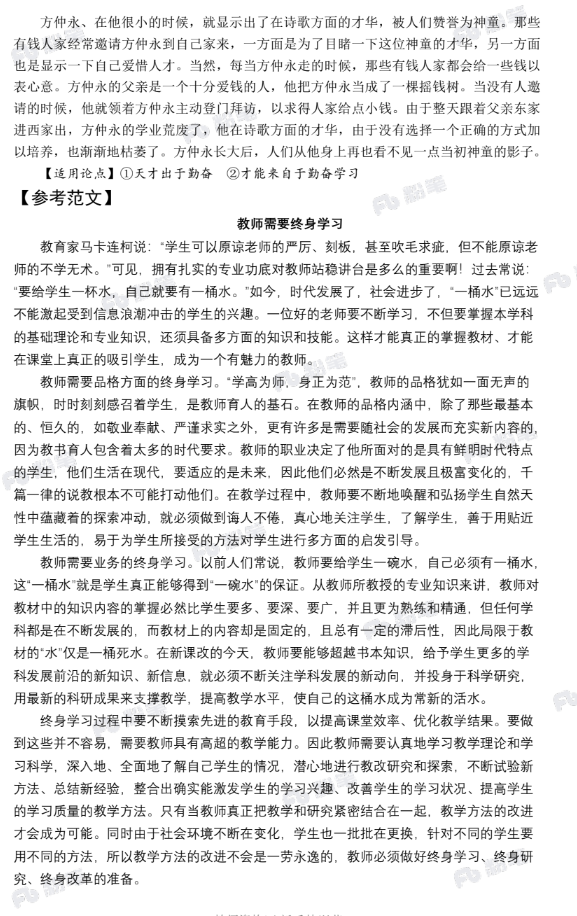 方仲永、在他很小的时候，就显示出了在诗歌方面的才华，被人们赞誉为神童。那些
有钱人家经常邀请方仲永到自己家来，一方面是为了目睹一下这位神童的才华，另一方面
也是显示一下自己爱惜人才。当然，每当方仲永走的时候，那些有钱人家都会给一些钱以
表心意。方仲永的父亲是一个十分爱钱的人，他把方仲永当成了一棵摇钱树。当没有人邀
请的时候，他就领着方仲永主动登门拜访，以求得人家给点小钱。由于整天跟着父亲东家
进西家出，方仲永的学业荒废了，他在诗歌方面的才华，由于没有选择一个正确的方式加
以培养，也渐渐地枯萎了。方仲永长大后，人们从他身上再也看不见一点当初神童的影子。
【适用论点】①天才出于勤奋 ②才能来自于勤奋学习
【参考范文】
教师需要终身学习
教育家马卡连柯说：“学生可以原谅老师的严厉、刻板，甚至吹毛求疵，但不能原谅老
师的不学无术。”可见，拥有扎实的专业功底对教师站稳讲台是多么的重要啊！过去常说：
“要给学生一杯水，自己就要有一桶水。”如今，时代发展了，社会进步了，“一桶水”已远远
不能激起受到信息浪潮冲击的学生的兴趣。一位好的老师要不断学习，不但要掌握本学科
的基础理论和专业知识，还须具备多方面的知识和技能。这样才能真正的掌握教材、才能
在课堂上真正的吸引学生，成为一个有魅力的教师。
教师需要品格方面的终身学习。“学高为师，身正为范”，教师的品格犹如一面无声的
旗帜，时时刻刻感召着学生，是教师育人的基石。在教师的品格内涵中，除了那些最基本
的、恒久的，如敬业奉献、严谨求实之外，更有许多是需要随社会的发展而充实新内容的，
因为教书育人包含着太多的时代要求。教师的职业决定了他所面对的是具有鲜明时代特点
的学生，他们生活在现代，要适应的是未来，因此他们必然是不断发展且极富变化的，千
篇一律的说教根本不可能打动他们。在教学过程中，教师要不断地唤醒和弘扬学生自然天
性中蕴藏着的探索冲动，就必须做到诲人不倦，真心地关注学生，了解学生，善于用贴近
学生生活的，易于为学生所接受的方法对学生进行多方面的启发引导。
教师需要业务的终身学习。以前人们常说，教师要给学生一碗水，自己必须有一桶水，
这“一桶水”就是学生真正能够得到“一碗水”的保证。从教师所教授的专业知识来讲，教师对
教材中的知识内容的掌握必然比学生要多、要深、要广，并且更为熟练和精通，但任何学
科都是在不断发展的，而教材上的内容却是固定的，且总有一定的滞后性，因此局限于教
材的“水”仅是一桶死水。在新课改的今天，教师要能够超越书本知识，给予学生更多的学
科发展前沿的新知识、新信息，就必须不断关注学科发展的新动向，并投身于科学研究，
用最新的科研成果来支撑教学，提高教学水平，使自己的这桶水成为常新的活水。
终身学习过程中要不断摸索先进的教育手段，以提高课堂效率、优化教学结果。要做
到这些并不容易，需要教师具有高超的教学能力。因此教师需要认真地学习教学理论和学
习科学，深入地、全面地了解自己学生的情况，潜心地进行教改研究和探索，不断试验新
方法、总结新经验，整合出确实能激发学生的学习兴趣、改善学生的学习状况、提高学生
的学习质量的教学方法。只有当教师真正把教学和研究紧密结合在一起，教学方法的改进
才会成为可能。同时由于社会环境不断在变化，学生也一批批在更换，针对不同的学生要
用不同的方法，所以教学方法的改进不会是一劳永逸的，教师必须做好终身学习、终身研
究、终身改革的准备。